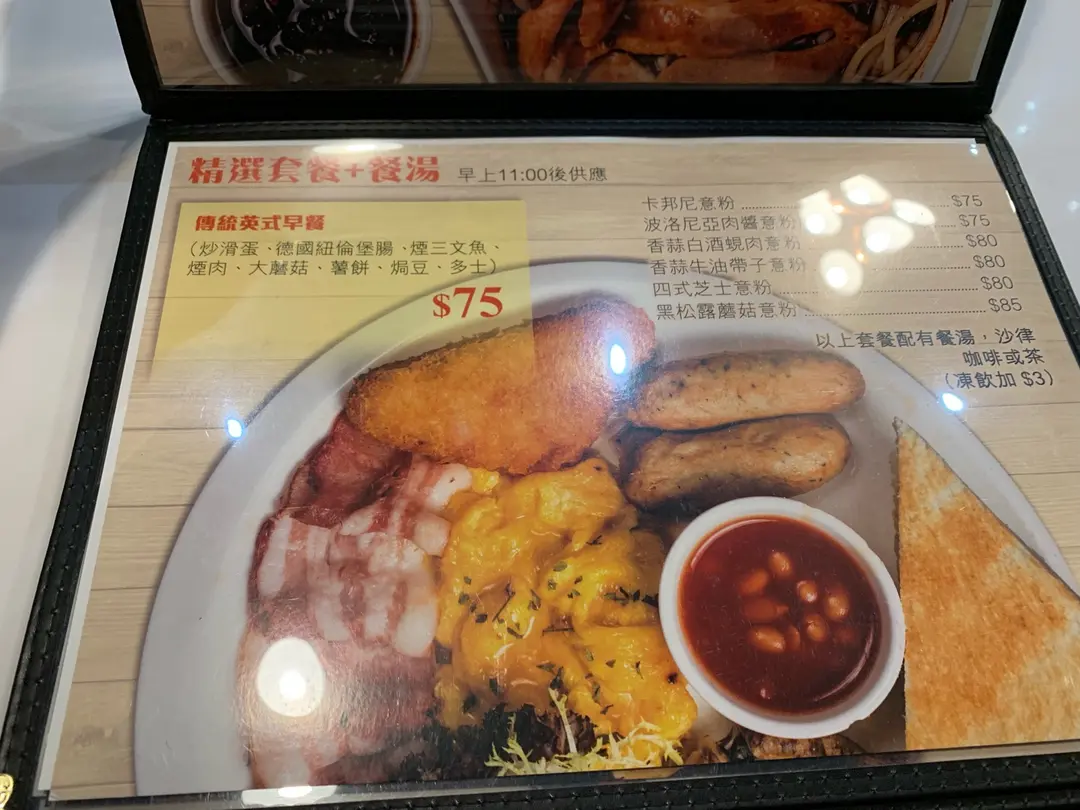 精選套餐+餐湯 早上11:00後供應
傳統英式早餐
(炒滑蛋、德國紐倫堡腸、煙三文魚、
煙肉、大蘑菇、薯餅、焗豆、多士)
$75
卡邦尼意粉 $75
波洛尼亞肉醬意粉 $75
香蒜白酒蜆肉意粉 $80
香蒜牛油帶子意粉 $80
四式芝士意粉 $80
黑松露蘑菇意粉 $85
以上套餐配有餐湯，沙律
咖啡或茶
(凍飲加 $3)